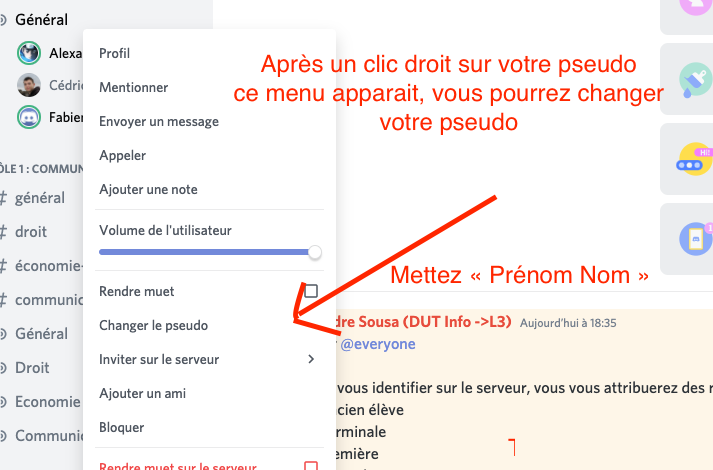 Général
Alexa
Cédric
Fabien
ÔLE 1 : COMMUN
# général
# droit
# économie-
# communic
Général
Droit
Economie
Communic
Profil
Mentionner
Envoyer un message
Appeler
Ajouter une note
Volume de l'utilisateur
Rendre muet
Changer le pseudo
Inviter sur le serveur
Ajouter un ami
Bloquer
Rendre muet sur le serveur
Après un clic droit sur votre pseudo
ce menu apparait, vous pourrez changer
votre pseudo
Mettez « Prénom Nom »
Hi!
dre Sousa (DUT Info ->L3) Aujourd'hui à 18:35
@everyone
vous identifier sur le serveur, vous vous attribuerez des r
cien élève
rminale
emière